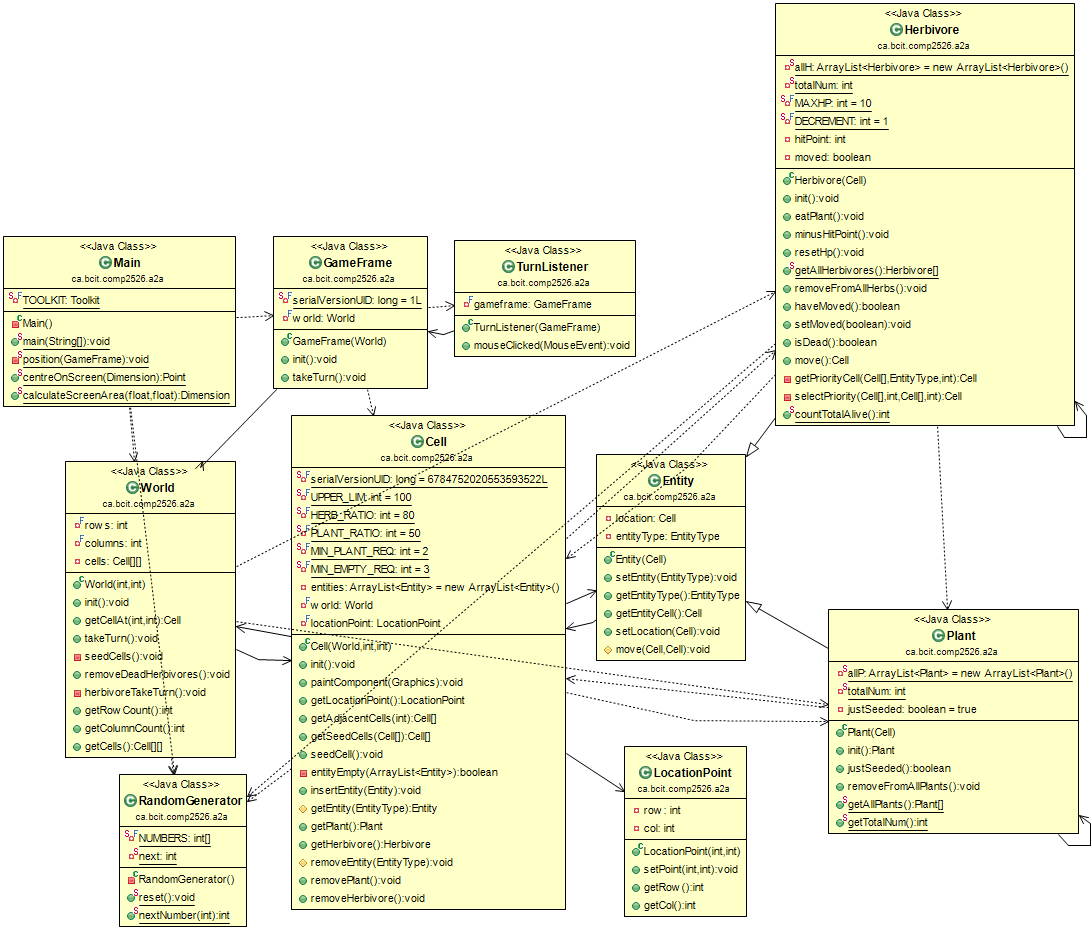 <<Java Class>>
Herbivore
ca.bcit.comp2526.a2a
allH: ArrayList<Herbivore> = new ArrayList<Herbivore>()
totalNum: int
MAXHP: int = 10
DECREMENT: int = 1
hitPoint: int
moved: boolean
Herbivore(Cell)
init():void
eatPlant():void
minusHitPoint():void
resetHp():void
getAllHerbivores():Herbivore[]
removeFromAllHerbs():void
haveMoved():boolean
setMoved(boolean):void
isDead():boolean
move():Cell
getPriorityCell(Cell[],EntityType,int):Cell
selectPriority(Cell[],int,Cell[],int):Cell
countTotalAlive():int
<<Java Class>>
Main
ca.bcit.comp2526.a2a
TOOLKIT: Toolkit
Main()
main(String[]):void
position(GameFrame):void
centreOnScreen(Dimension):Point
calculateScreenArea(float,float):Dimension
<<Java Class>>
GameFrame
ca.bcit.comp2526.a2a
serialVersionUID: long = 1L
world: World
GameFrame(World)
init():void
takeTurn():void
<<Java Class>>
TurnListener
ca.bcit.comp2526.a2a
gameframe: GameFrame
TurnListener(GameFrame)
mouseClicked(MouseEvent):void
<<Java Class>>
World
ca.bcit.comp2526.a2a
rows: int
columns: int
cells: Cell[][]
World(int,int)
init():void
getCellAt(int,int):Cell
takeTurn():void
seedCells():void
removeDeadHerbivores():void
herbivoreTakeTurn():void
getRowCount():int
getColumnCount():int
getCells():Cell[][]
<<Java Class>>
Cell
ca.bcit.comp2526.a2a
serialVersionUID: long = 6784752020553593522L
UPPER_LIM: int = 100
HERB_RATIO: int = 80
PLANT_RATIO: int = 50
MIN_PLANT_REQ: int = 2
MIN_EMPTY_REQ: int = 3
entities: ArrayList<Entity> = new ArrayList<Entity>()
world: World
locationPoint: LocationPoint
Cell(World,int,int)
init():void
paintComponent(Graphics):void
getLocationPoint():LocationPoint
getAdjacentCells(int):Cell[]
getSeedCells(Cell[]):Cell[]
seedCell():void
entityEmpty(ArrayList<Entity>):boolean
insertEntity(Entity):void
getEntity(EntityType):Entity
getPlant():Plant
getHerbivore():Herbivore
removeEntity(EntityType):void
removePlant():void
removeHerbivore():void
<<Java Class>>
Entity
ca.bcit.comp2526.a2a
location: Cell
entityType: EntityType
Entity(Cell)
setEntity(EntityType):void
getEntityType():EntityType
getEntityCell():Cell
setLocation(Cell):void
move(Cell,Cell):void
<<Java Class>>
Plant
ca.bcit.comp2526.a2a
allP: ArrayList<Plant> = new ArrayList<Plant>()
totalNum: int
justSeeded: boolean = true
Plant(Cell)
init():Plant
justSeeded():boolean
removeFromAllPlants():void
getAllPlants():Plant[]
getTotalNum():int
<<Java Class>>
LocationPoint
ca.bcit.comp2526.a2a
row: int
col: int
LocationPoint(int,int)
setPoint(int,int):void
getRow():int
getCol():int
<<Java Class>>
RandomGenerator
ca.bcit.comp2526.a2a
NUMBERS: int[]
next: int
RandomGenerator()
reset():void
nextNumber(int):int